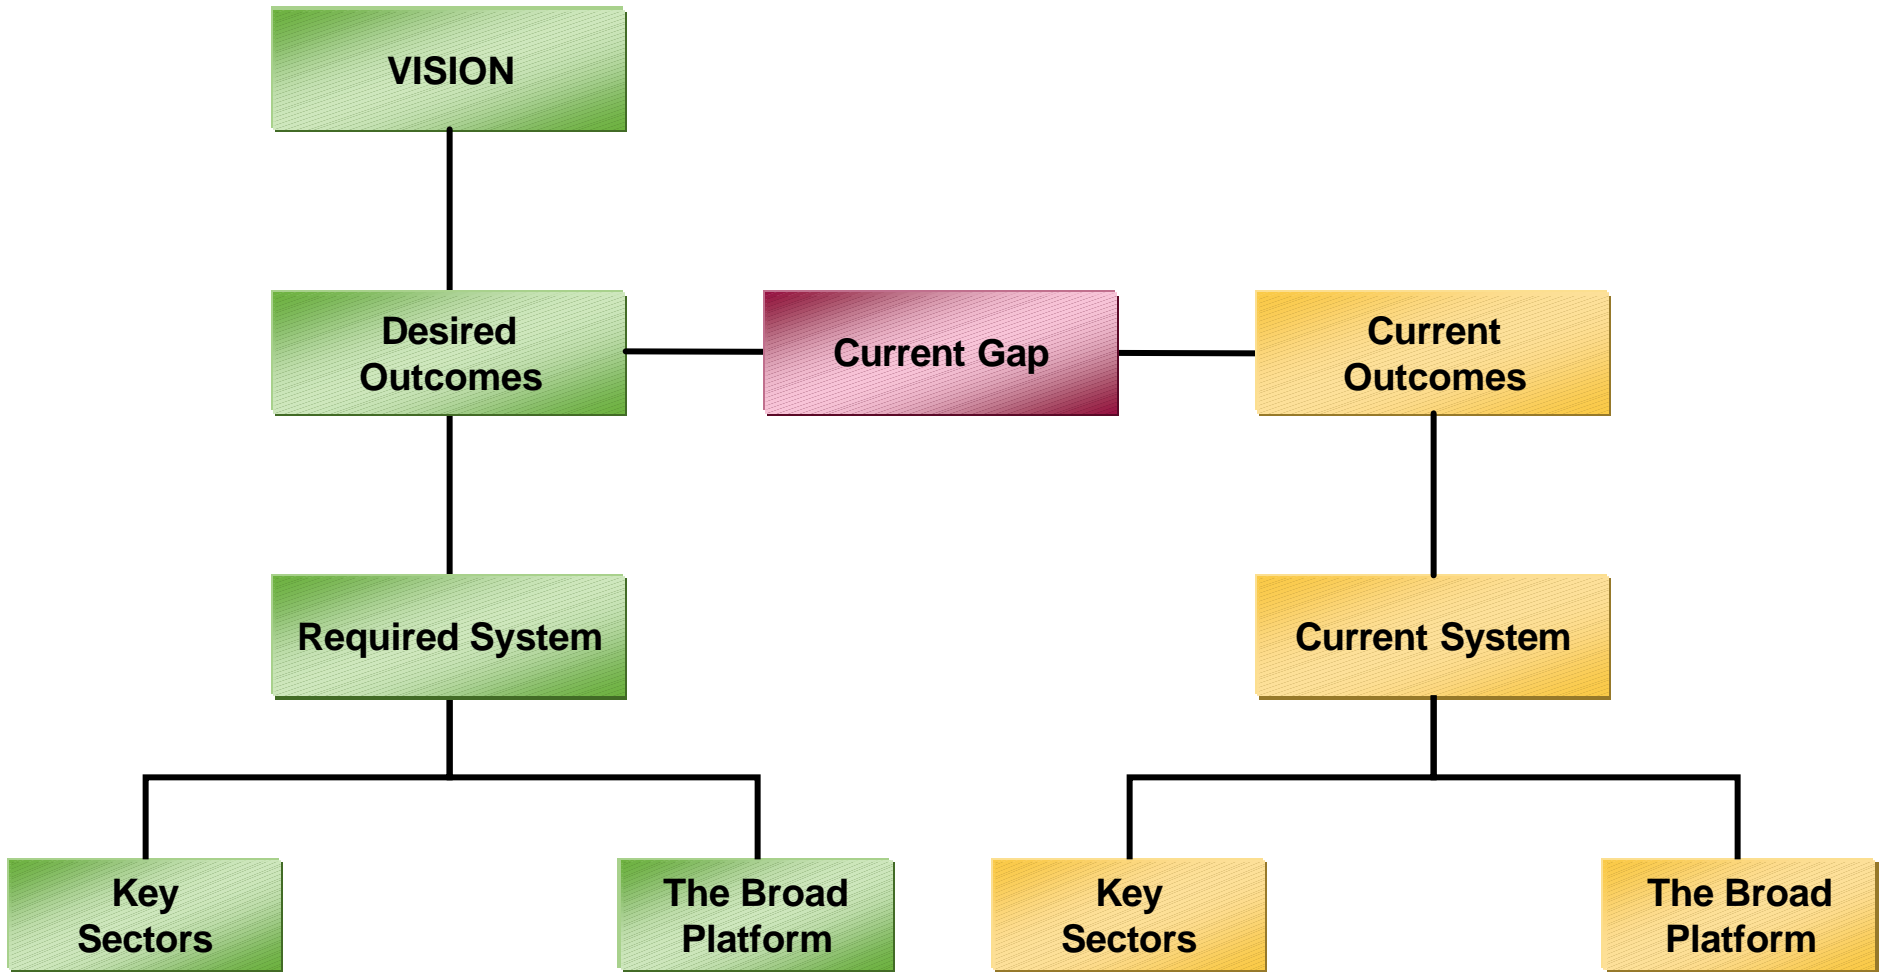 VISION
Desired
Outcomes
Current Gap
Current
Outcomes
Required System
Current System
Key
Sectors
The Broad
Platform
Key
Sectors
The Broad
Platform